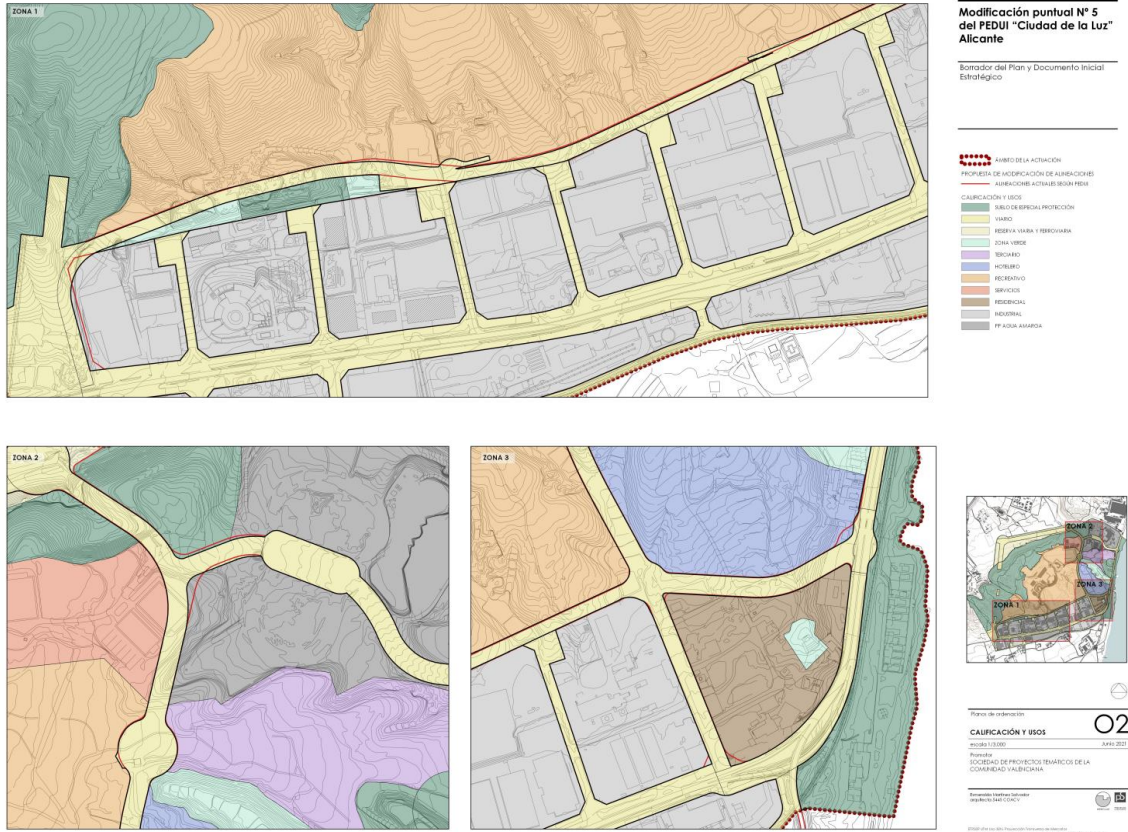 ZONA 1
Modificación puntual Nº 5
del PEDUI “Ciudad de la Luz”
Alicante
Borrador del Plan y Documento Inicial
Estratégico
ÁMBITO DE LA ACTUACIÓN
PROPUESTA DE MODIFICACIÓN DE ALINEACIONES
ALINEACIONES ACTUALES SEGÚN PEDUI
CALIFICACIÓN Y USOS
SUELO DE ESPECIAL PROTECCIÓN
VIARIO
RESERVA VIARIA Y FERROVIARIA
ZONA VERDE
TERCIARIO
HOTELERO
RECREATIVO
SERVICIOS
RESIDENCIAL
INDUSTRIAL
PP AGUA AMARGA
ZONA 2
ZONA 3
ZONA 2
ZONA 3
ZONA 1
Planos de ordenación
CALIFICACIÓN Y USOS
O2
escala 1/3.000
Junio 2021
Promotor
SOCIEDAD DE PROYECTOS TEMÁTICOS DE LA
COMUNIDAD VALENCIANA